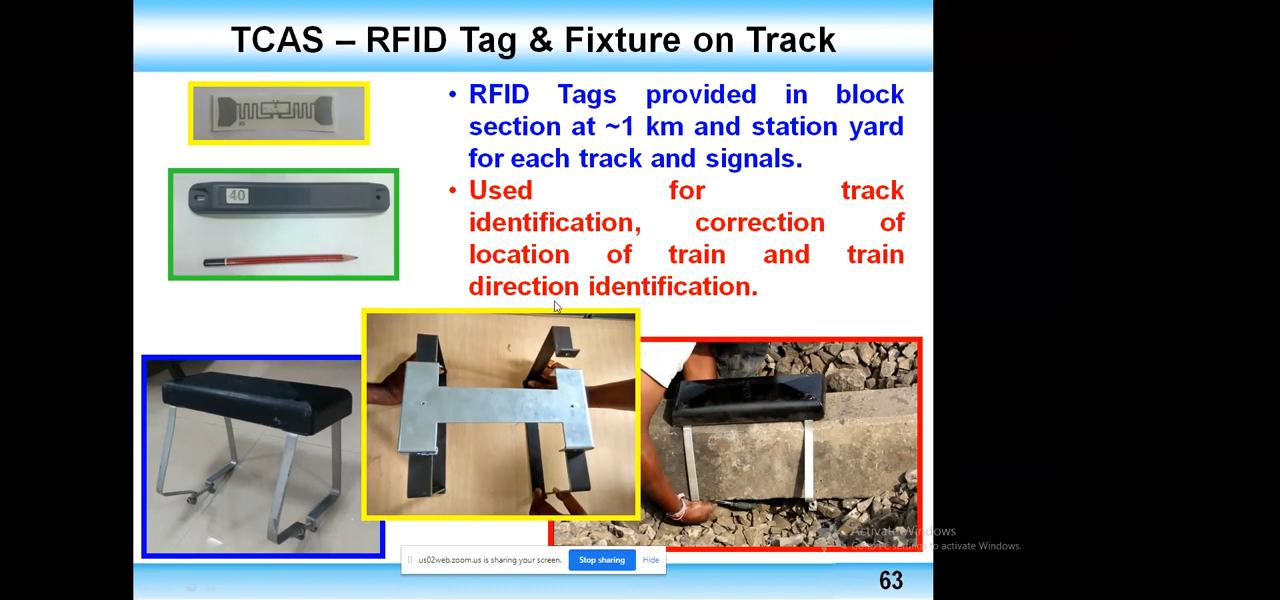 TCAS – RFID Tag & Fixture on Track
• RFID Tags provided in block
section at ~1 km and station yard
for each track and signals.
• Used for track
identification, correction of
location of train and train
direction identification.
40
us02web.zoom.us is sharing your screen.
Stop sharing
Hide
Activate Windows
Go to PC settings to activate Windows.
63